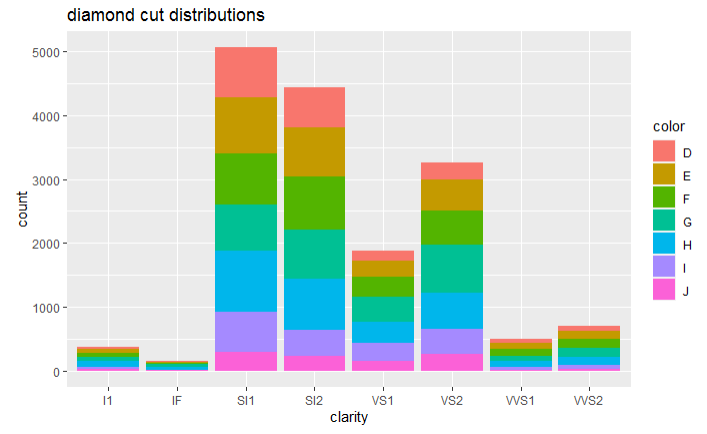 diamond cut distributions
5000
4000
3000
2000
1000
0
count
I1 IF SI1 SI2 VS1 VS2 VVS1 VVS2
clarity
color
D
E
F
G
H
I
J